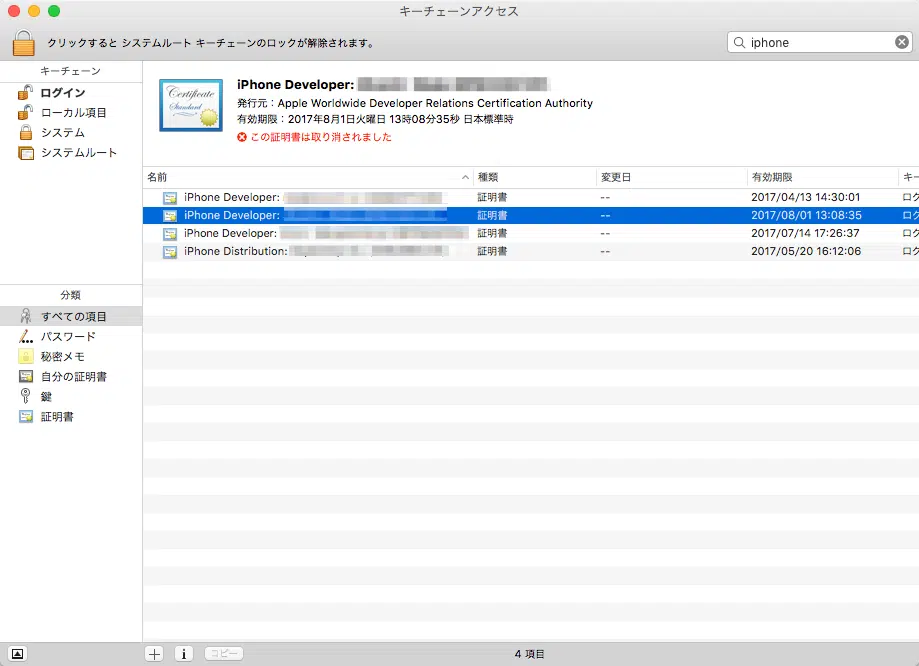 キーチェーンアクセス
クリックすると システムルート キーチェーンのロックが解除されます。
iphone
キーチェーン
ログイン
ローカル項目
システム
システムルート
iPhone Developer:
発行元：Apple Worldwide Developer Relations Certification Authority
有効期限：2017年8月1日火曜日 13時08分35秒 日本標準時
この証明書は取り消されました
Certificate
Standard
名前 種類 変更日 有効期限 キー
iPhone Developer: 証明書 -- 2017/04/13 14:30:01 ログ
iPhone Developer: 証明書 -- 2017/08/01 13:08:35 ログ
iPhone Developer: 証明書 -- 2017/07/14 17:26:37 ログ
iPhone Distribution: 証明書 -- 2017/05/20 16:12:06 ログ
分類
すべての項目
パスワード
秘密メモ
自分の証明書
鍵
証明書
コピー
4 項目